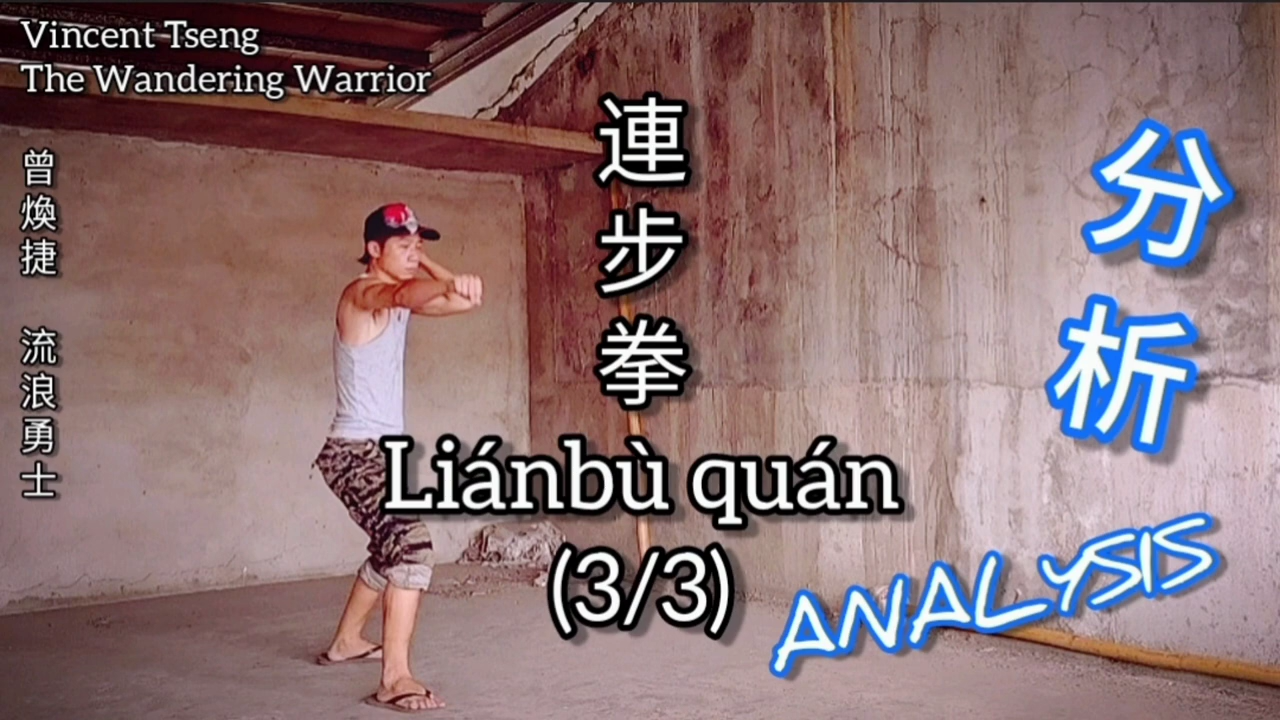 Vincent Tseng
The Wandering Warrior
曾煥捷 流浪勇士
連步拳
Liánbù quán
(3/3)
分析
ANALYSIS